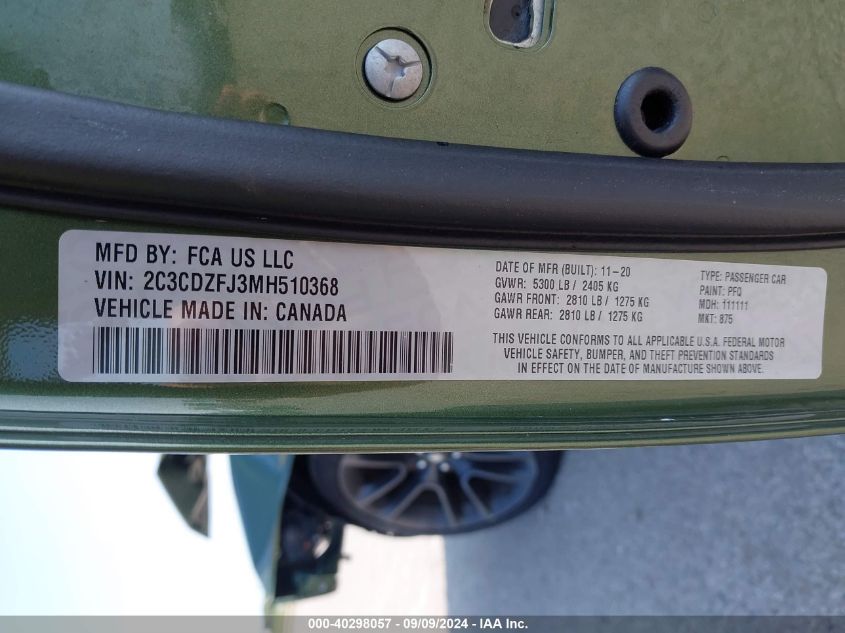 MFD BY: FCA US LLC
VIN: 2C3CDZFJ3MH510368
VEHICLE MADE IN: CANADA
DATE OF MFR (BUILT): 11-20
GVWR: 5300 LB / 2405 KG
GAWR FRONT: 2810 LB / 1275 KG
GAWR REAR: 2810 LB / 1275 KG
TYPE: PASSENGER CAR
PAINT: PFQ
MDH: 111111
MKT: 875
THIS VEHICLE CONFORMS TO ALL APPLICABLE U.S.A. FEDERAL MOTOR
VEHICLE SAFETY, BUMPER, AND THEFT PREVENTION STANDARDS
IN EFFECT ON THE DATE OF MANUFACTURE SHOWN ABOVE.
000-40298057 - 09/09/2024 - IAA Inc.